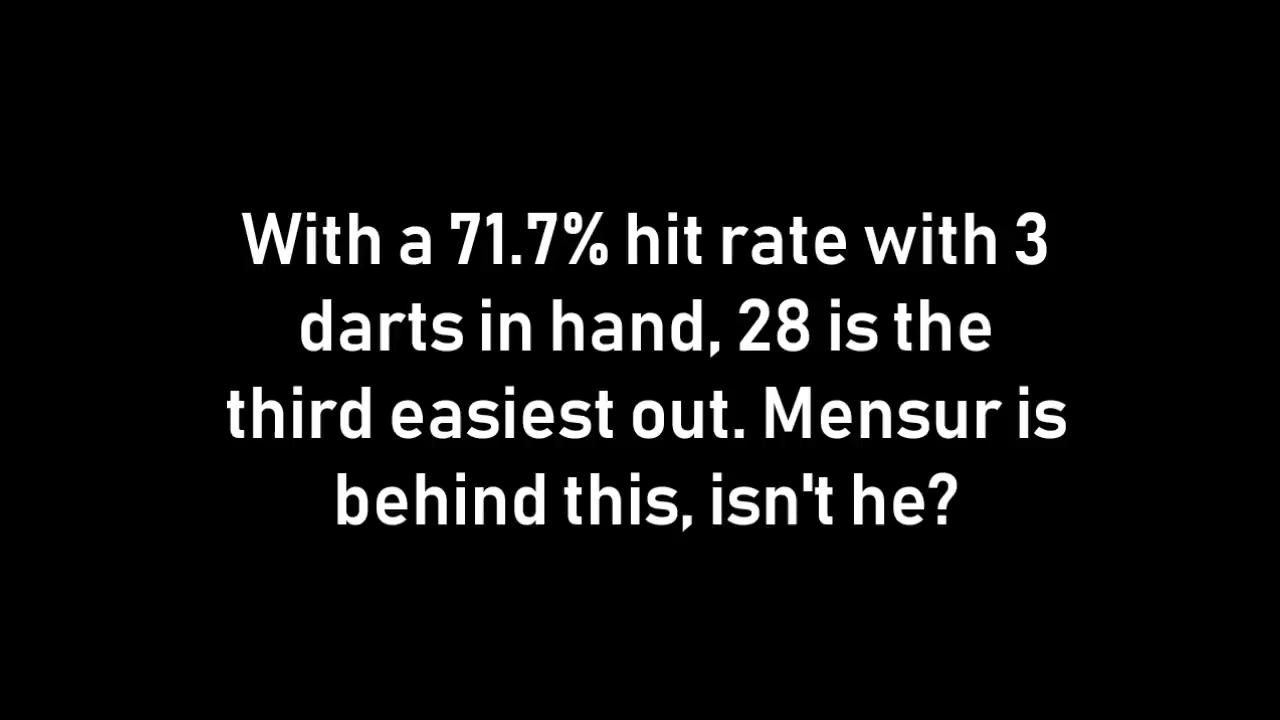 With a 71.7% hit rate with 3
darts in hand, 28 is the
third easiest out. Mensur is
behind this, isn't he?